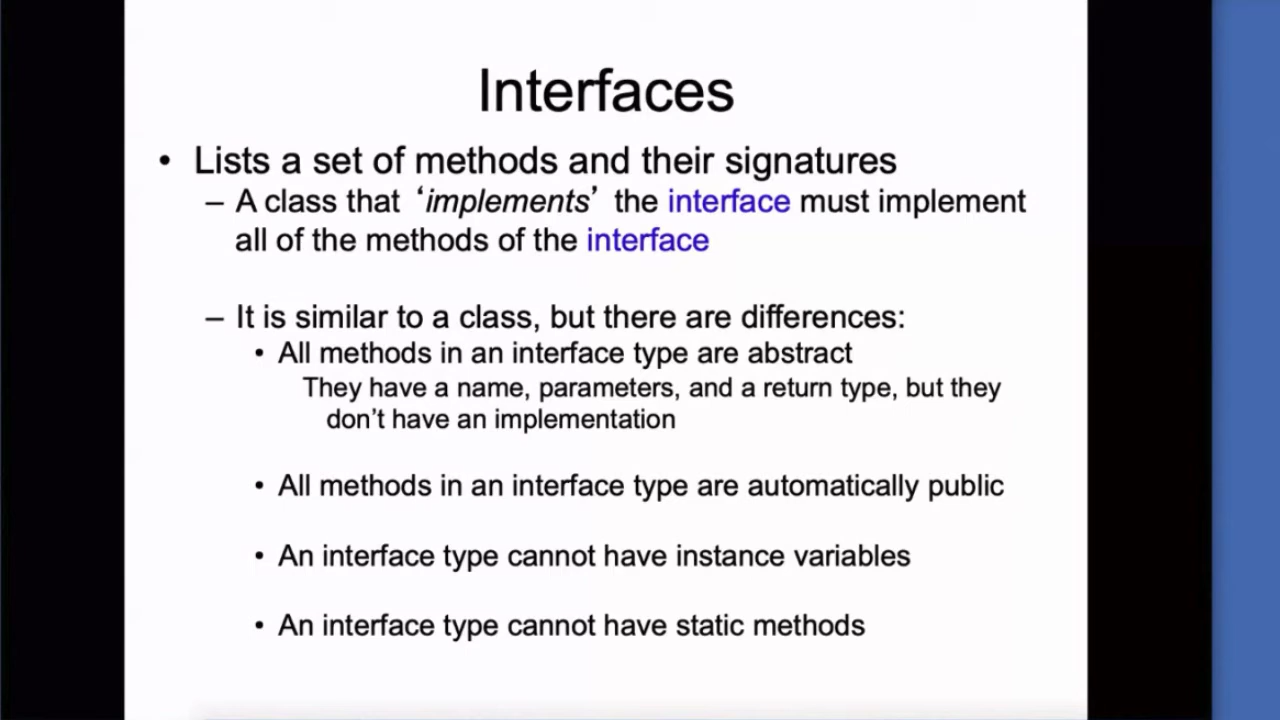 Interfaces
• Lists a set of methods and their signatures
– A class that ‘implements’ the interface must implement
all of the methods of the interface
– It is similar to a class, but there are differences:
• All methods in an interface type are abstract
They have a name, parameters, and a return type, but they
don’t have an implementation
• All methods in an interface type are automatically public
• An interface type cannot have instance variables
• An interface type cannot have static methods